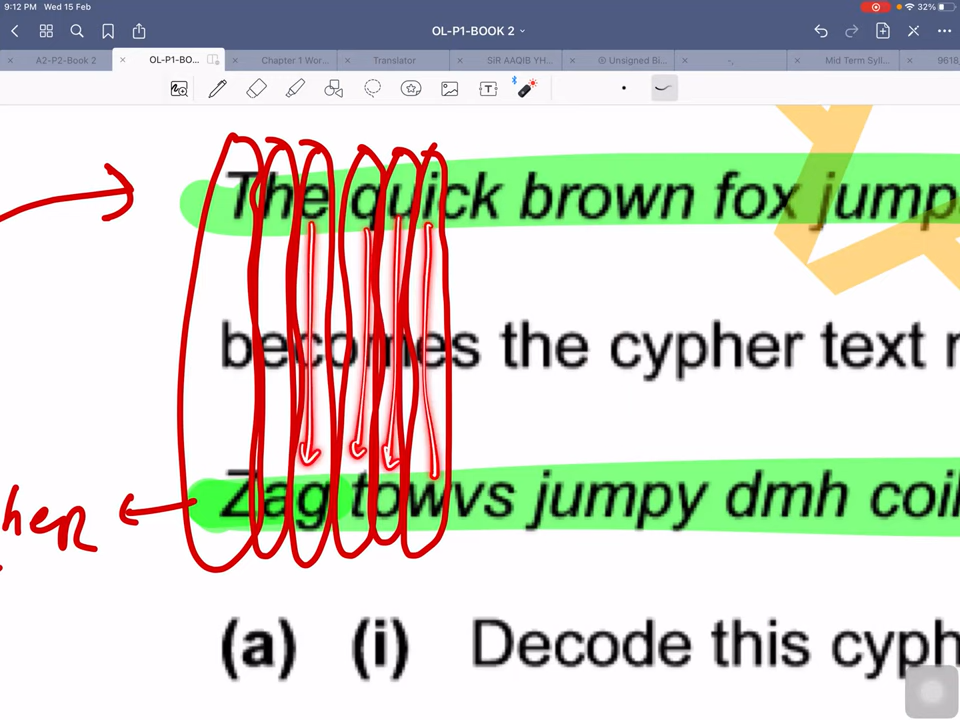 9:12 PM Wed 15 Feb
32%
OL-P1-BOOK 2
A2-P2-Book 2
OL-P1-BO...
Chapter 1 Wor...
Translator
SiR AAQIB YH...
Unsigned Bi...
Mid Term Syll...
9618
The quick brown fox jump
becomes the cypher text
Zag towvs jumpy dmh coil
her
(a) (i) Decode this cyph